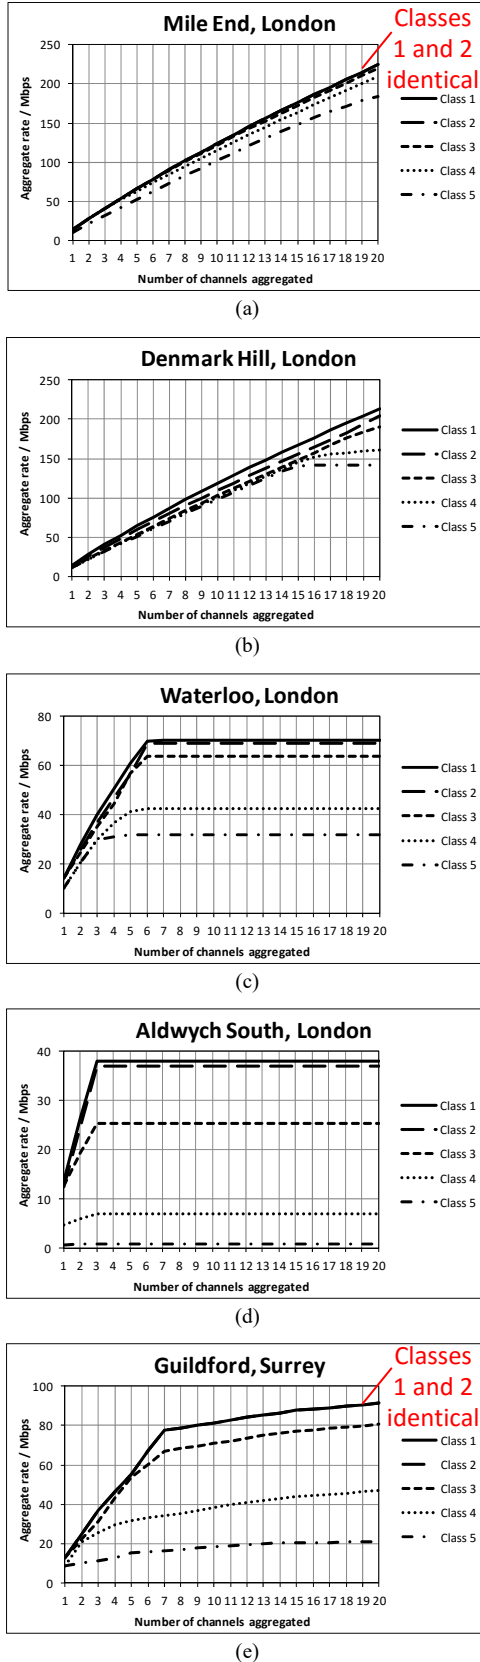 Mile End, London
Classes
1 and 2
identical
250
200
150
100
50
0
Aggregate rate / Mbps
1 2 3 4 5 6 7 8 9 10 11 12 13 14 15 16 17 18 19 20
Number of channels aggregated
Class 1
Class 2
Class 3
Class 4
Class 5
(a)
Denmark Hill, London
250
200
150
100
50
0
Aggregate rate / Mbps
1 2 3 4 5 6 7 8 9 10 11 12 13 14 15 16 17 18 19 20
Number of channels aggregated
Class 1
Class 2
Class 3
Class 4
Class 5
(b)
Waterloo, London
80
60
40
20
0
Aggregate rate / Mbps
1 2 3 4 5 6 7 8 9 10 11 12 13 14 15 16 17 18 19 20
Number of channels aggregated
Class 1
Class 2
Class 3
Class 4
Class 5
(c)
Aldwych South, London
40
30
20
10
0
Aggregate rate / Mbps
1 2 3 4 5 6 7 8 9 10 11 12 13 14 15 16 17 18 19 20
Number of channels aggregated
Class 1
Class 2
Class 3
Class 4
Class 5
(d)
Guildford, Surrey
Classes
1 and 2
identical
100
80
60
40
20
0
Aggregate rate / Mbps
1 2 3 4 5 6 7 8 9 10 11 12 13 14 15 16 17 18 19 20
Number of channels aggregated
Class 1
Class 2
Class 3
Class 4
Class 5
(e)